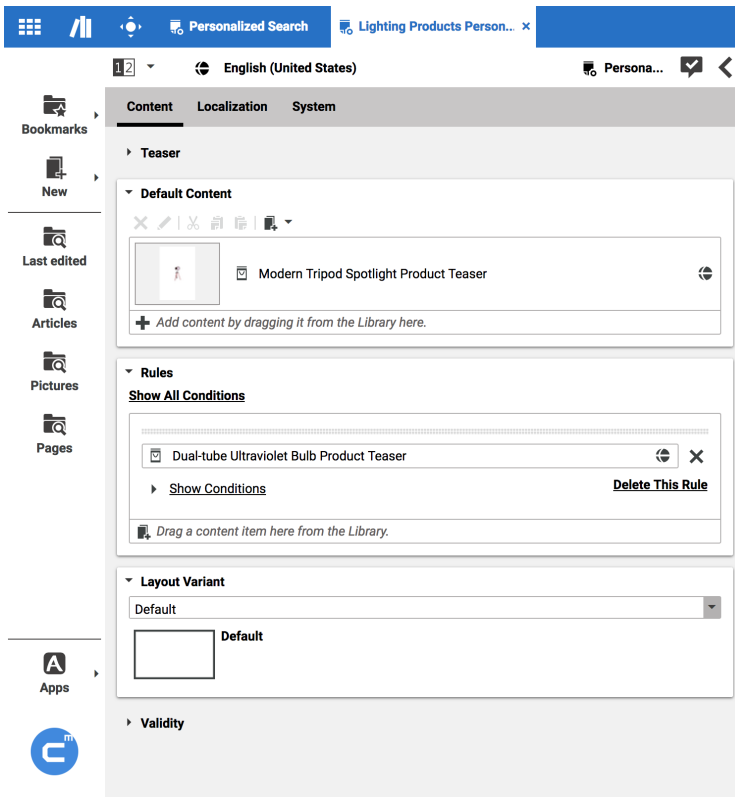 Personalized Search
Lighting Products Person... ×
12
English (United States)
Persona...
Content Localization System
Bookmarks
New
Last edited
Articles
Pictures
Pages
Apps
Teaser
Default Content
Modern Tripod Spotlight Product Teaser
Add content by dragging it from the Library here.
Rules
Show All Conditions
Dual-tube Ultraviolet Bulb Product Teaser
Show Conditions
Delete This Rule
Drag a content item here from the Library.
Layout Variant
Default
Default
Validity
A
C m